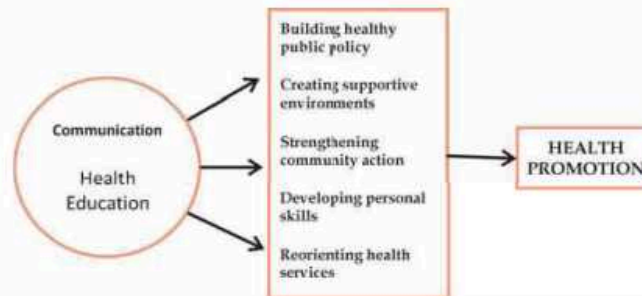 Communication
Health
Education
Building healthy
public policy
Creating supportive
environments
Strengthening
community action
Developing personal
skills
Reorienting health
services
HEALTH
PROMOTION